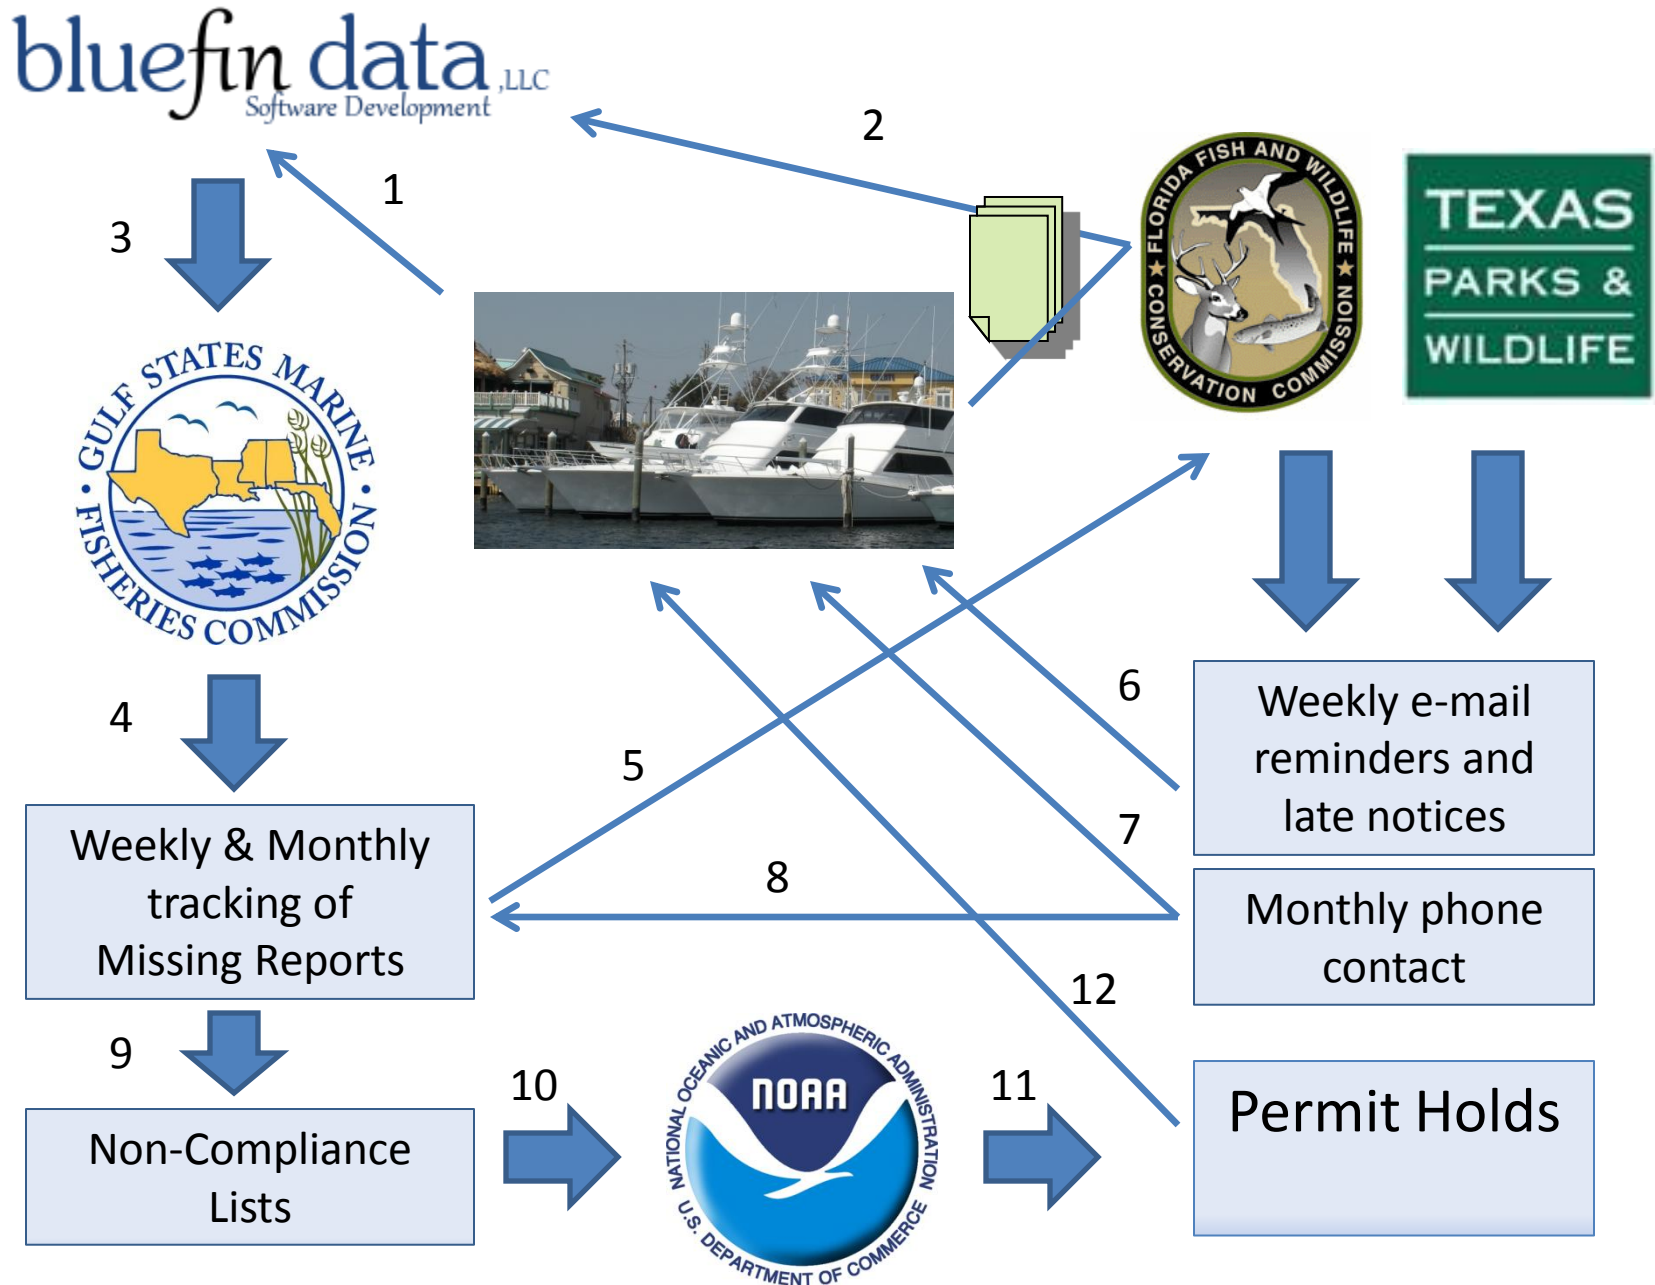 bluefin data ,LLC
Software Development
2
1
3
FLORIDA FISH AND WILDLIFE
CONSERVATION COMMISSION
TEXAS
PARKS &
WILDLIFE
GULF STATES MARINE
FISHERIES COMMISSION
4
5
6
Weekly e-mail
reminders and
late notices
7
8
Weekly & Monthly
tracking of
Missing Reports
Monthly phone
contact
12
9
10
11
NATIONAL OCEANIC AND ATMOSPHERIC ADMINISTRATION
NOAA
U.S. DEPARTMENT OF COMMERCE
Non-Compliance
Lists
Permit Holds